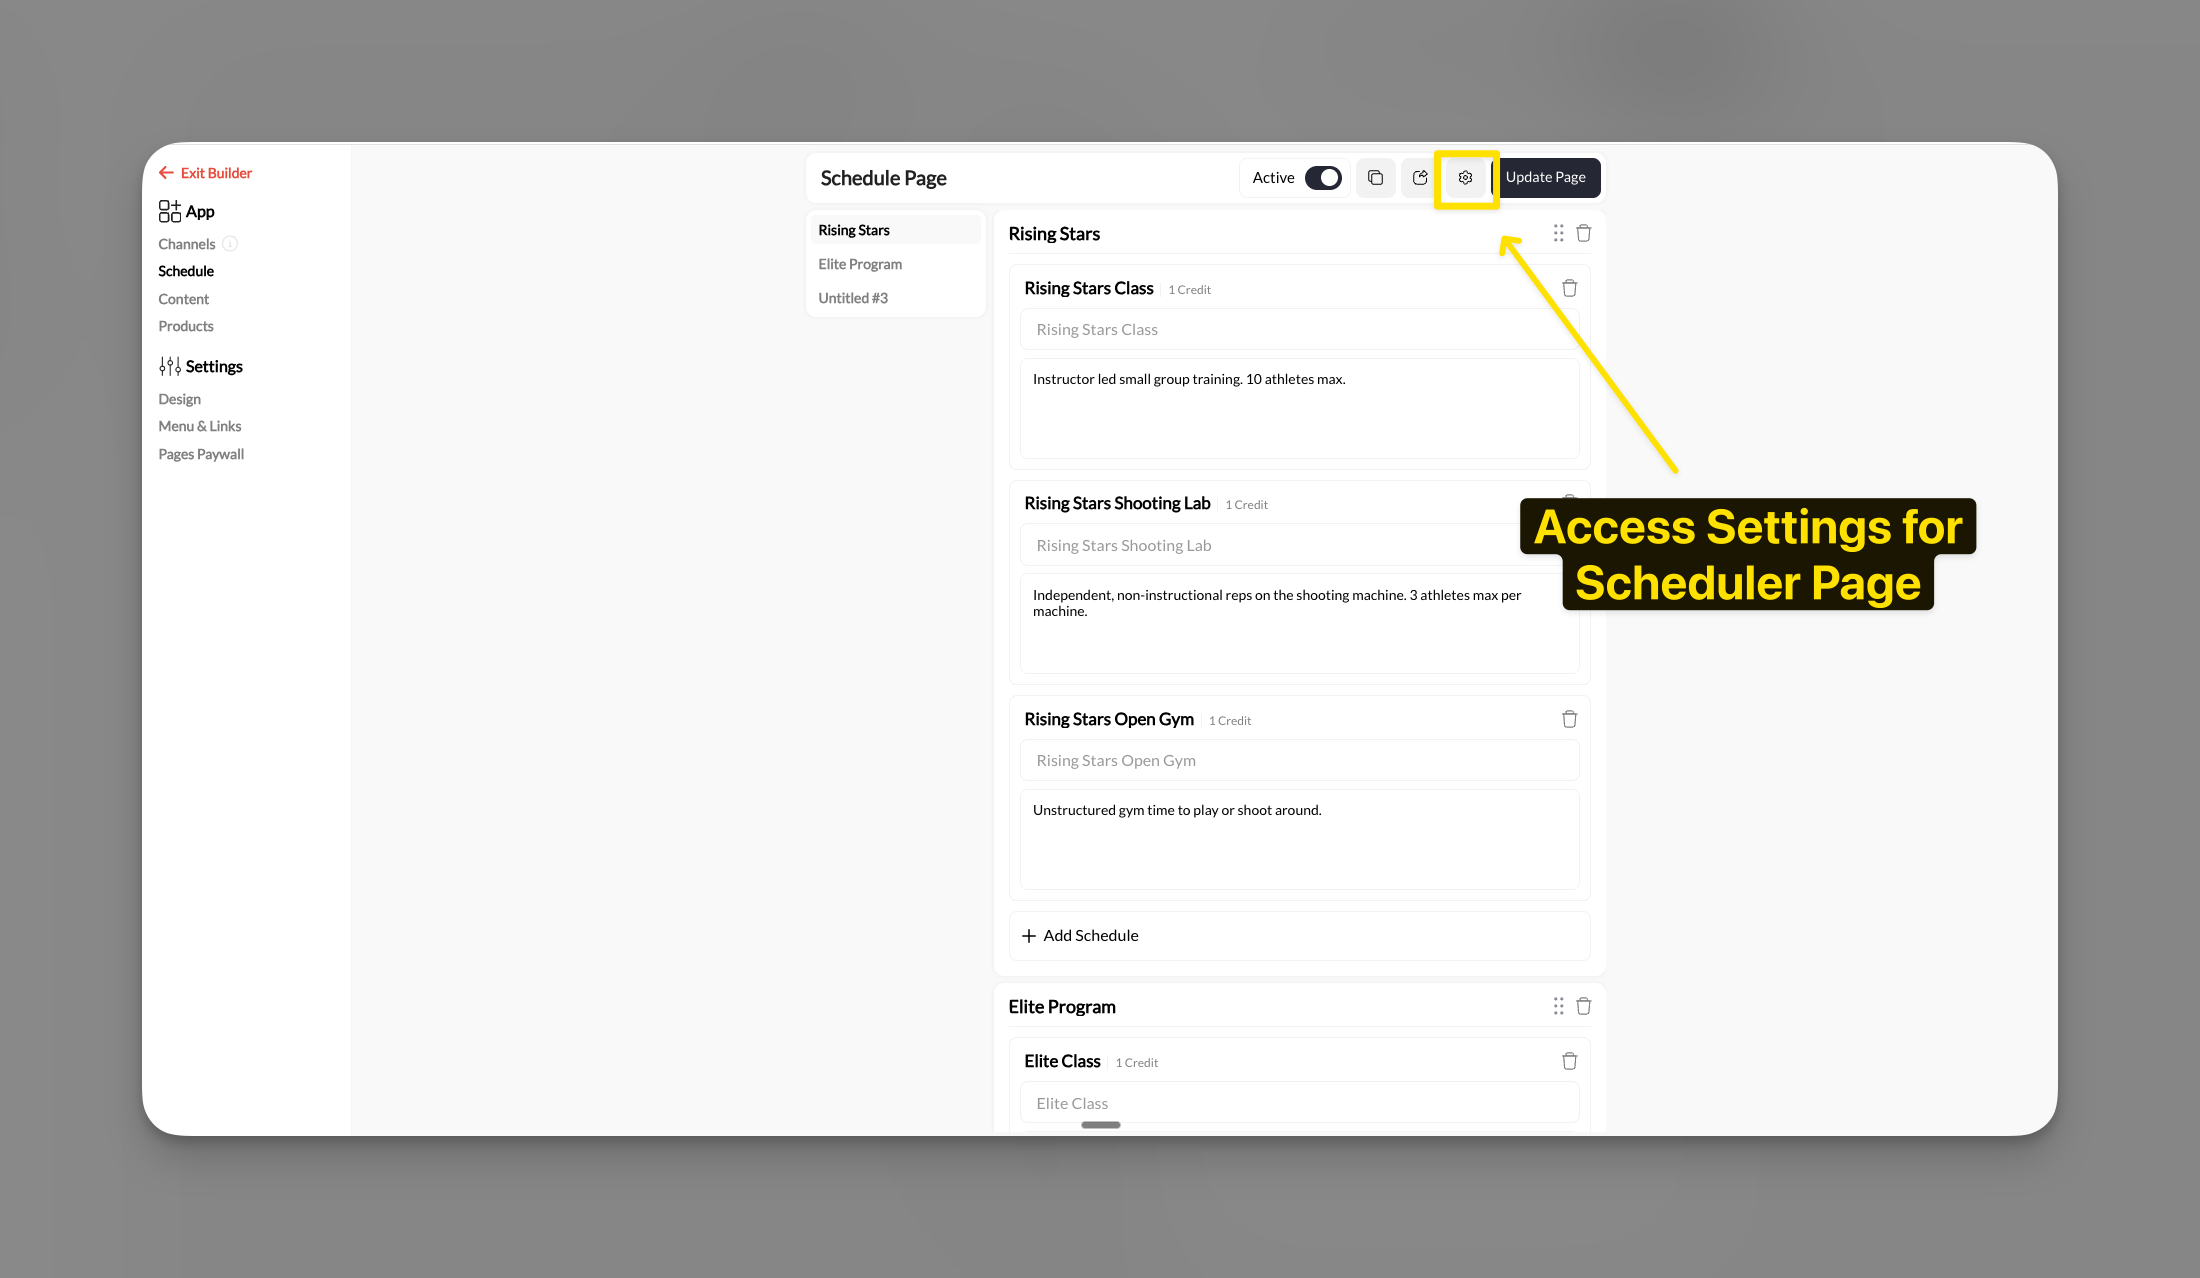 Exit Builder
App
Channels
Schedule
Content
Products
Settings
Design
Menu & Links
Pages Paywall
Schedule Page
Active
Update Page
Rising Stars
Elite Program
Untitled #3
Rising Stars
Rising Stars Class 1 Credit
Rising Stars Class
Instructor led small group training. 10 athletes max.
Rising Stars Shooting Lab 1 Credit
Rising Stars Shooting Lab
Independent, non-instructional reps on the shooting machine. 3 athletes max per
machine.
Access Settings for
Scheduler Page
Rising Stars Open Gym 1 Credit
Rising Stars Open Gym
Unstructured gym time to play or shoot around.
Add Schedule
Elite Program
Elite Class 1 Credit
Elite Class